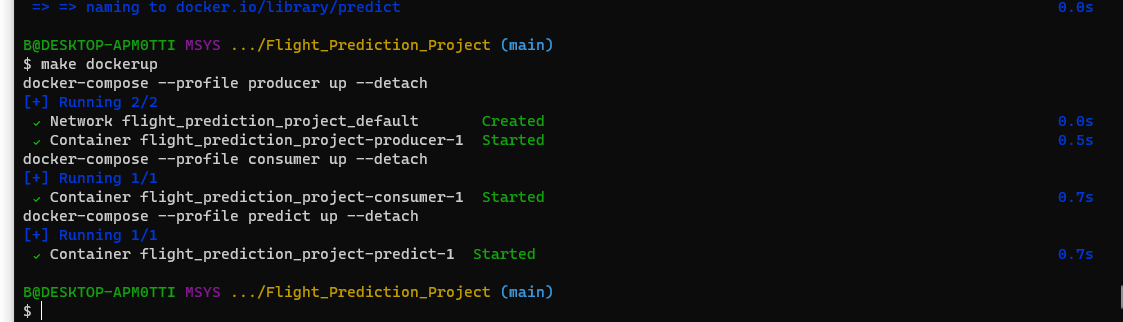 => => naming to docker.io/library/predict 0.0s
B@DESKTOP-APM0TTI MSYS .../Flight_Prediction_Project (main)
$ make dockerup
docker-compose --profile producer up --detach
[+] Running 2/2
✓ Network flight_prediction_project_default Created 0.0s
✓ Container flight_prediction_project-producer-1 Started 0.5s
docker-compose --profile consumer up --detach
[+] Running 1/1
✓ Container flight_prediction_project-consumer-1 Started 0.7s
docker-compose --profile predict up --detach
[+] Running 1/1
✓ Container flight_prediction_project-predict-1 Started 0.7s
B@DESKTOP-APM0TTI MSYS .../Flight_Prediction_Project (main)
$